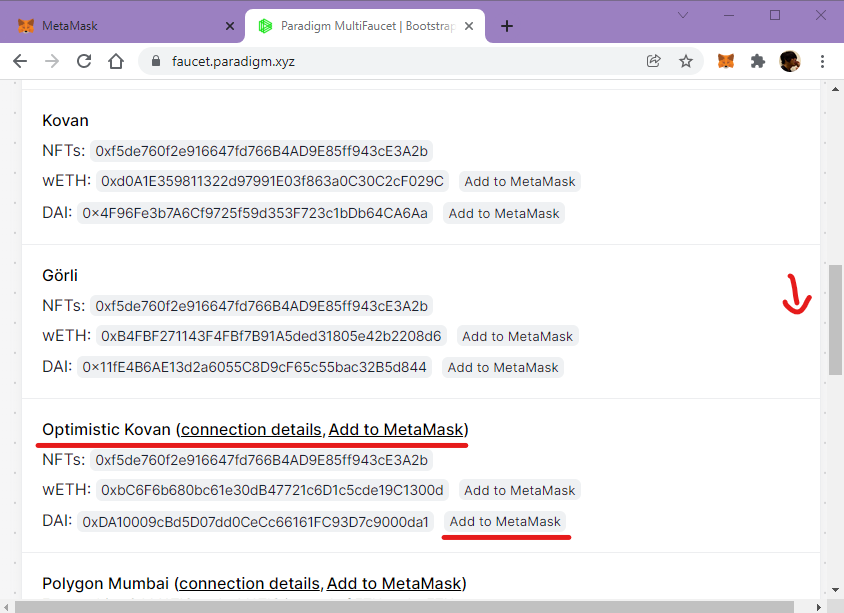 MetaMask
Paradigm MultiFaucet | Bootstrap
faucet.paradigm.xyz
Kovan
NFTs: 0xf5de760f2e916647fd766B4AD9E85ff943cE3A2b
wETH: 0xd0A1E359811322d97991E03f863a0C30C2cF029C Add to MetaMask
DAI: 0x4F96Fe3b7A6Cf9725f59d353F723c1bDb64CA6Aa Add to MetaMask
Görli
NFTs: 0xf5de760f2e916647fd766B4AD9E85ff943cE3A2b
wETH: 0xB4FBF271143F4FBf7B91A5ded31805e42b2208d6 Add to MetaMask
DAI: 0x11fE4B6AE13d2a6055C8D9cF65c55bac32B5d844 Add to MetaMask
Optimistic Kovan (connection details, Add to MetaMask)
NFTs: 0xf5de760f2e916647fd766B4AD9E85ff943cE3A2b
wETH: 0xbC6F6b680bc61e30dB47721c6D1c5cde19C1300d Add to MetaMask
DAI: 0xDA10009cBd5D07dd0CeCc66161FC93D7c9000da1 Add to MetaMask
Polygon Mumbai (connection details, Add to MetaMask)